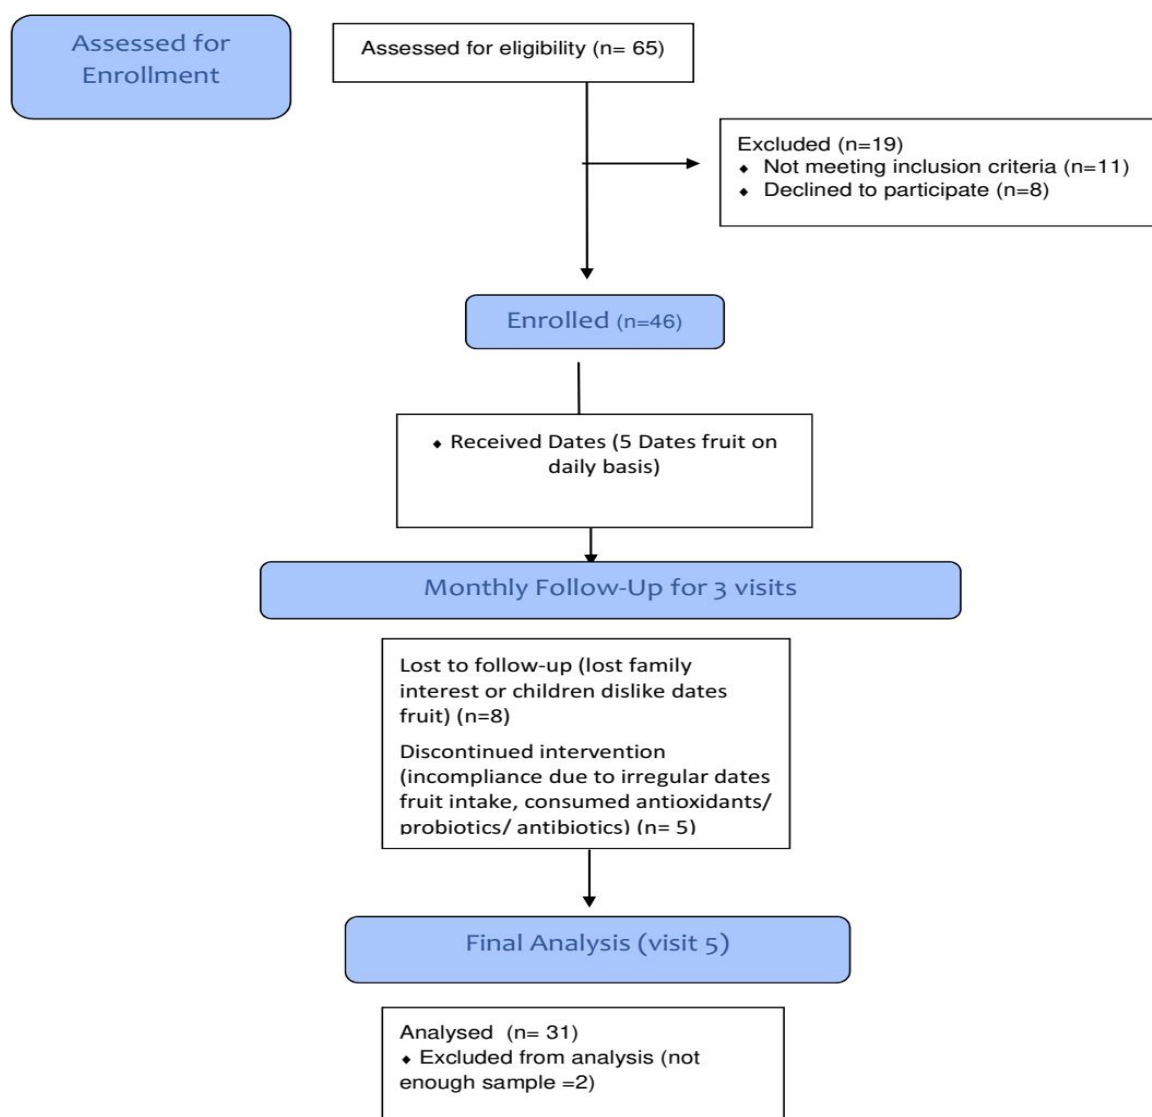 Assessed for
Enrollment
Assessed for eligibility (n= 65)
Excluded (n=19)
⬥ Not meeting inclusion criteria (n=11)
⬥ Declined to participate (n=8)
Enrolled (n=46)
⬥ Received Dates (5 Dates fruit on
daily basis)
Monthly Follow-Up for 3 visits
Lost to follow-up (lost family
interest or children dislike dates
fruit) (n=8)
Discontinued intervention
(incompliance due to irregular dates
fruit intake, consumed antioxidants/
probiotics/ antibiotics) (n= 5)
Final Analysis (visit 5)
Analysed (n= 31)
⬥ Excluded from analysis (not
enough sample =2)